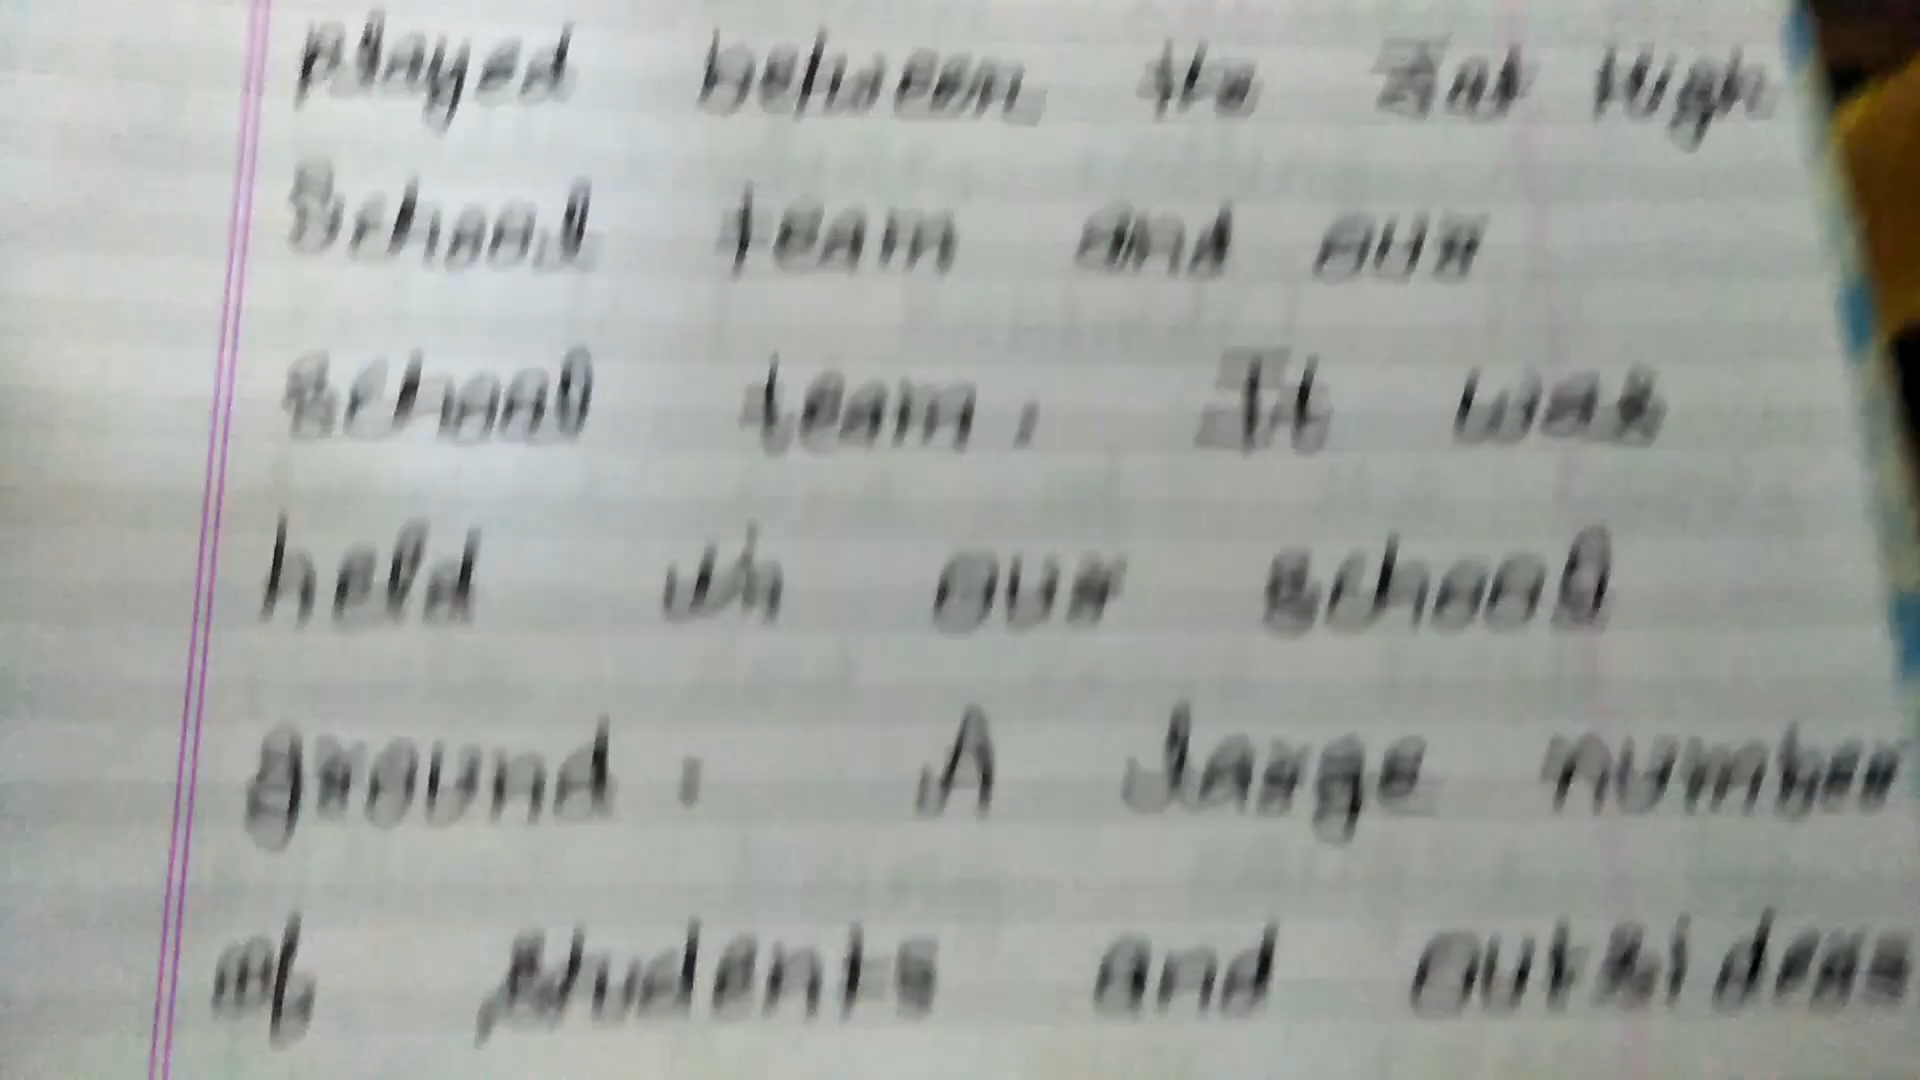 played between the Zat High
School team and our
school team. It was
held in our school
ground. A large number
of students and outsiders